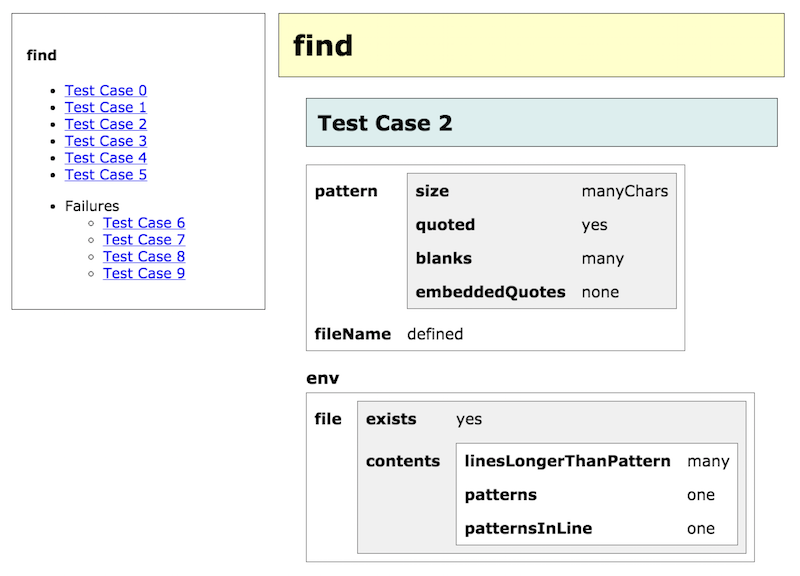 find
Test Case 0
Test Case 1
Test Case 2
Test Case 3
Test Case 4
Test Case 5
Failures
Test Case 6
Test Case 7
Test Case 8
Test Case 9
find
Test Case 2
pattern size manyChars
quoted yes
blanks many
embeddedQuotes none
fileName defined
env
file exists yes
contents linesLongerThanPattern many
patterns one
patternsInLine one